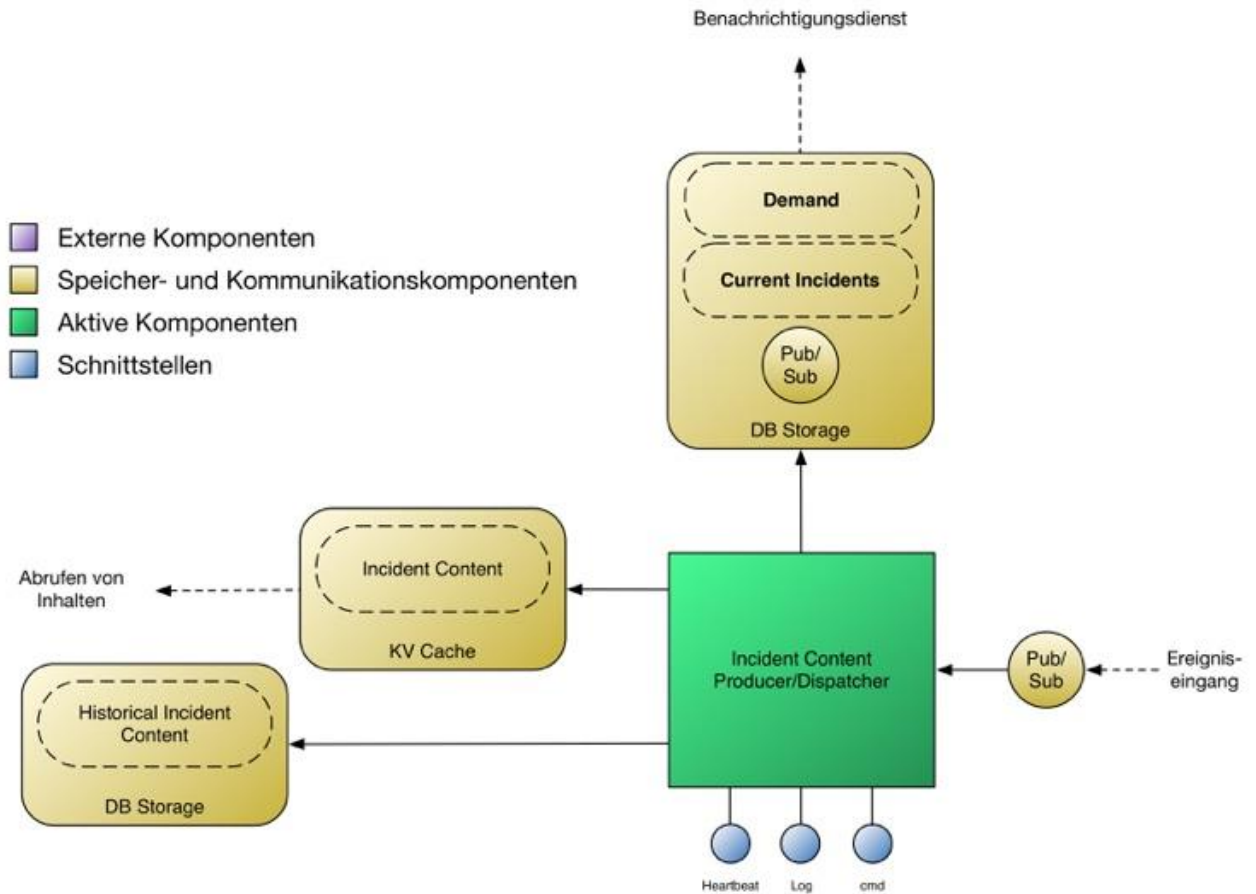 Benachrichtigungsdienst
Demand
Current Incidents
Pub/
Sub
DB Storage
Externe Komponenten
Speicher- und Kommunikationskomponenten
Aktive Komponenten
Schnittstellen
Abrufen von
Inhalten
Incident Content
KV Cache
Historical Incident
Content
DB Storage
Incident Content
Producer/Dispatcher
Pub/
Sub
Ereignis-
eingang
Heartbeat
Log
cmd